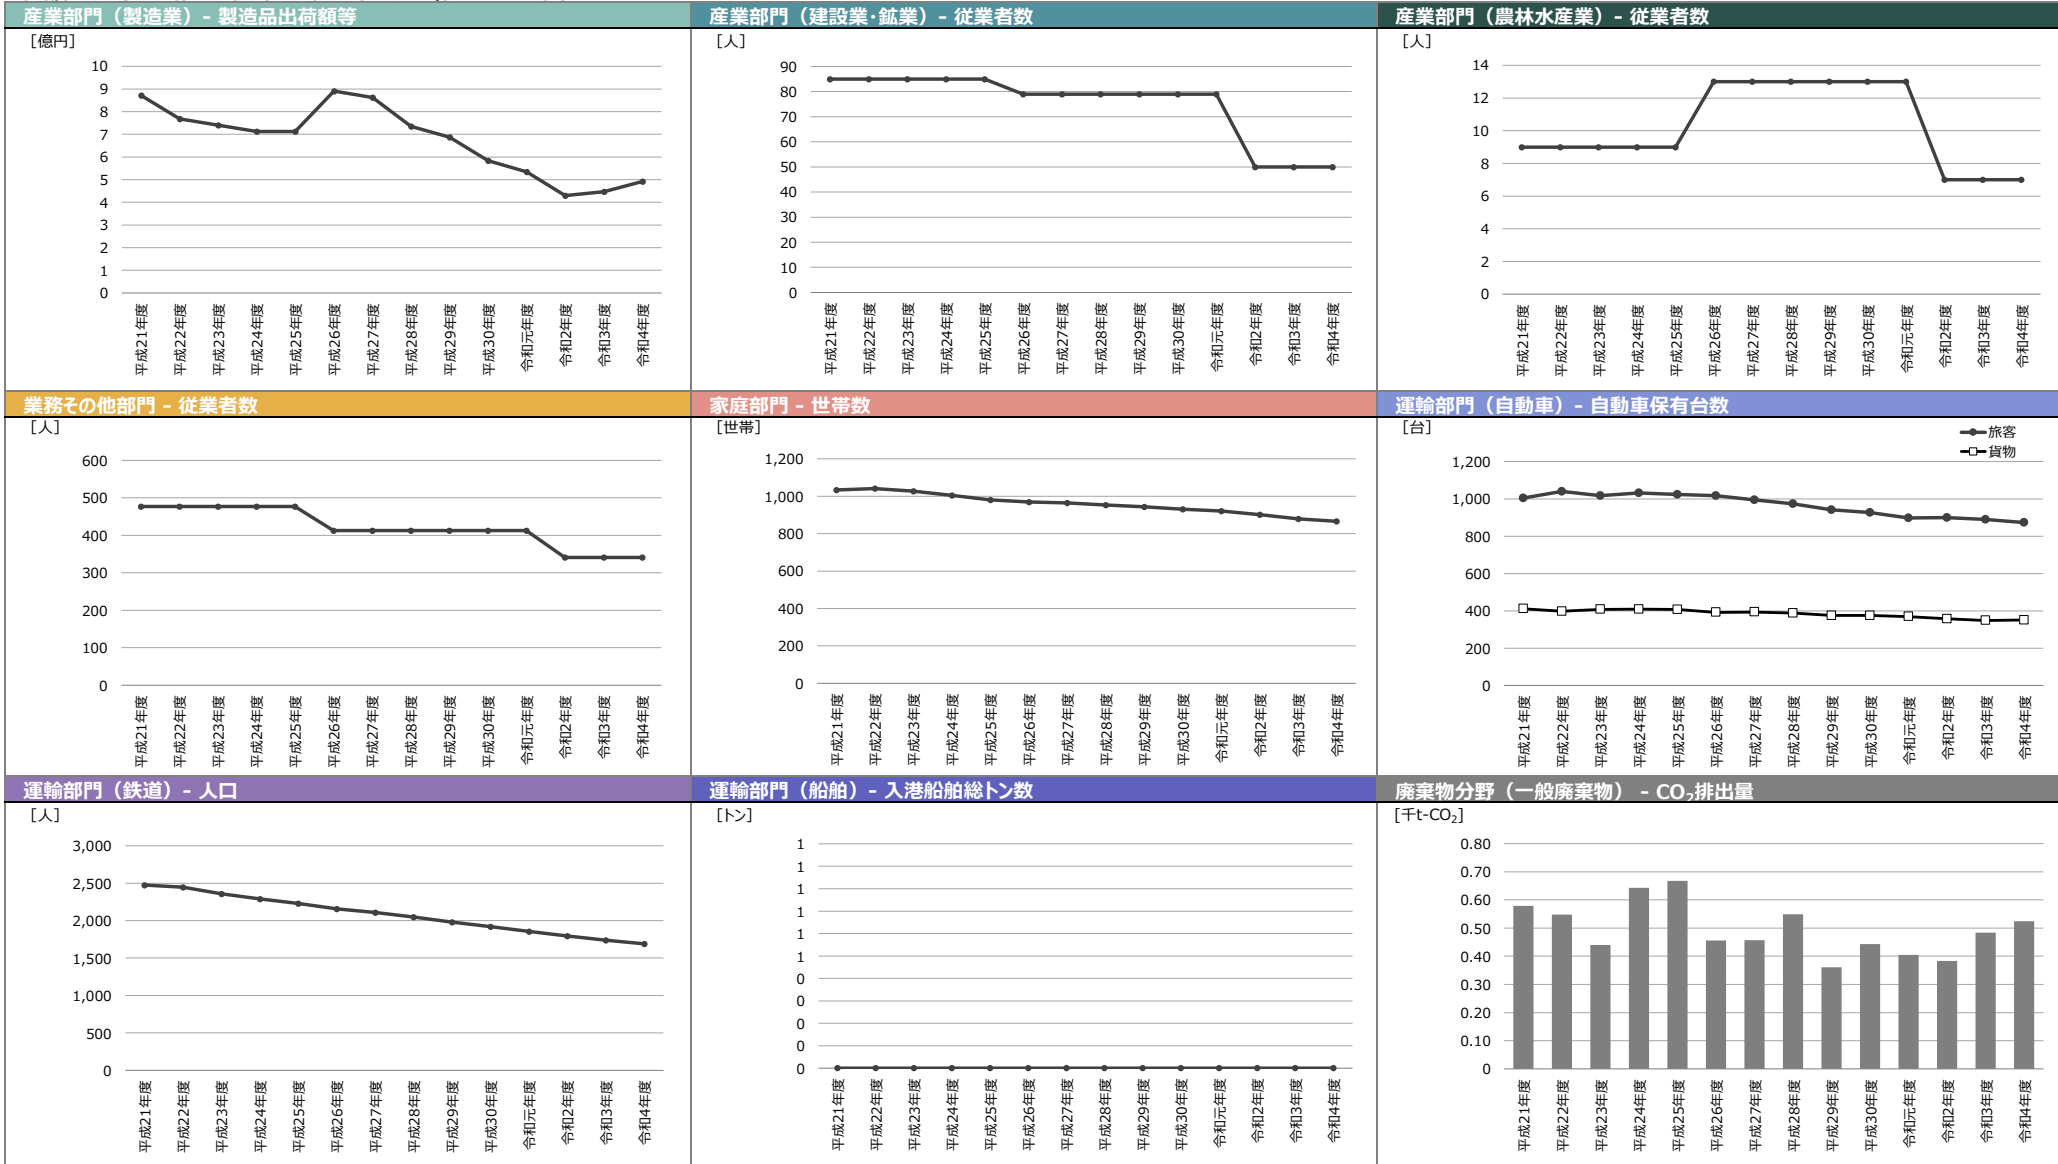 産業部門（製造業）- 製造品出荷額等
[億円]
10
9
8
7
6
5
4
3
2
1
0
平成21年度
平成22年度
平成23年度
平成24年度
平成25年度
平成26年度
平成27年度
平成28年度
平成29年度
平成30年度
令和元年度
令和2年度
令和3年度
令和4年度
産業部門（建設業・鉱業）- 従業者数
[人]
90
80
70
60
50
40
30
20
10
0
平成21年度
平成22年度
平成23年度
平成24年度
平成25年度
平成26年度
平成27年度
平成28年度
平成29年度
平成30年度
令和元年度
令和2年度
令和3年度
令和4年度
産業部門（農林水産業）- 従業者数
[人]
14
12
10
8
6
4
2
0
平成21年度
平成22年度
平成23年度
平成24年度
平成25年度
平成26年度
平成27年度
平成28年度
平成29年度
平成30年度
令和元年度
令和2年度
令和3年度
令和4年度
業務その他部門 - 従業者数
[人]
600
500
400
300
200
100
0
平成21年度
平成22年度
平成23年度
平成24年度
平成25年度
平成26年度
平成27年度
平成28年度
平成29年度
平成30年度
令和元年度
令和2年度
令和3年度
令和4年度
家庭部門 - 世帯数
[世帯]
1,200
1,000
800
600
400
200
0
平成21年度
平成22年度
平成23年度
平成24年度
平成25年度
平成26年度
平成27年度
平成28年度
平成29年度
平成30年度
令和元年度
令和2年度
令和3年度
令和4年度
運輸部門（自動車）- 自動車保有台数
[台]
旅客
貨物
1,200
1,000
800
600
400
200
0
平成21年度
平成22年度
平成23年度
平成24年度
平成25年度
平成26年度
平成27年度
平成28年度
平成29年度
平成30年度
令和元年度
令和2年度
令和3年度
令和4年度
運輸部門（鉄道）- 人口
[人]
3,000
2,500
2,000
1,500
1,000
500
0
平成21年度
平成22年度
平成23年度
平成24年度
平成25年度
平成26年度
平成27年度
平成28年度
平成29年度
平成30年度
令和元年度
令和2年度
令和3年度
令和4年度
運輸部門（船舶）- 入港船舶総トン数
[トン]
1
1
1
1
1
1
0
0
0
0
0
平成21年度
平成22年度
平成23年度
平成24年度
平成25年度
平成26年度
平成27年度
平成28年度
平成29年度
平成30年度
令和元年度
令和2年度
令和3年度
令和4年度
廃棄物分野（一般廃棄物） - CO₂排出量
[千t-CO₂]
0.80
0.70
0.60
0.50
0.40
0.30
0.20
0.10
0
平成21年度
平成22年度
平成23年度
平成24年度
平成25年度
平成26年度
平成27年度
平成28年度
平成29年度
平成30年度
令和元年度
令和2年度
令和3年度
令和4年度